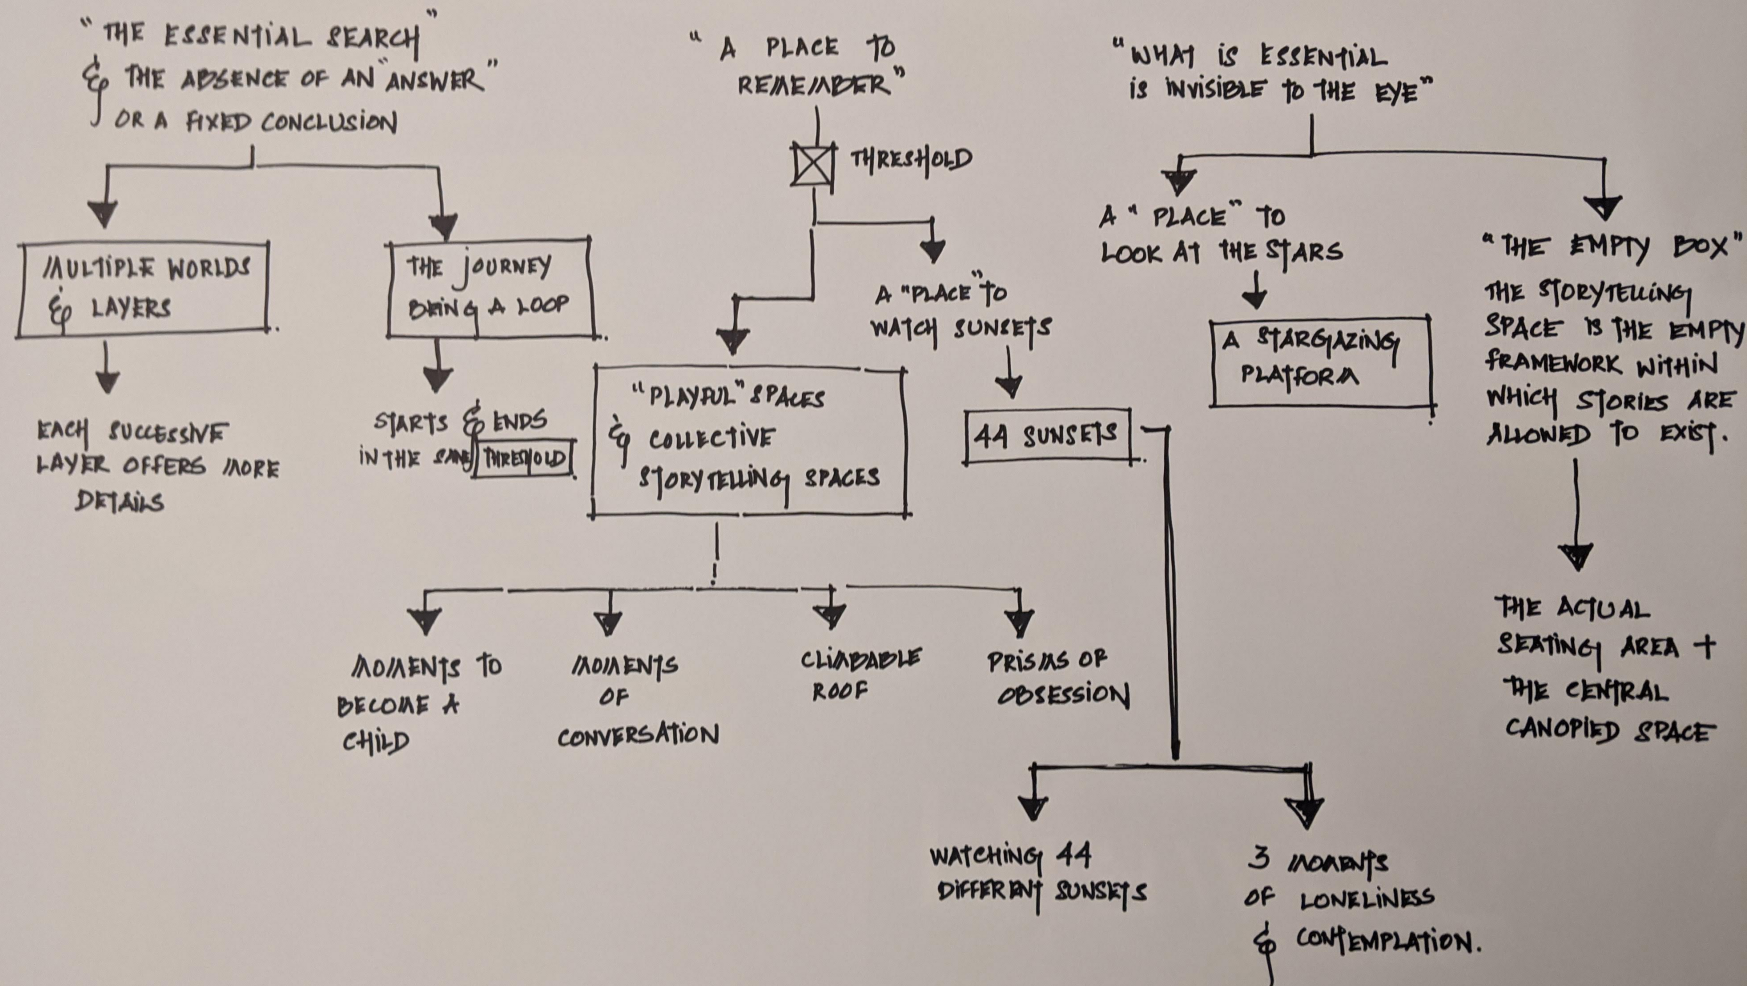 "THE ESSENTIAL SEARCH"
& THE ABSENCE OF AN "ANSWER"
OR A FIXED CONCLUSION
MULTIPLE WORLDS
& LAYERS
EACH SUCCESSIVE
LAYER OFFERS MORE
DETAILS
THE JOURNEY
BEING A LOOP
STARTS & ENDS
IN THE SAME THRESHOLD
"A PLACE TO
REMEMBER"
THRESHOLD
"PLAYFUL" SPACES
& COLLECTIVE
STORYTELLING SPACES
MOMENTS TO
BECOME A
CHILD
MOMENTS
OF
CONVERSATION
CLIMBABLE
ROOF
PRISMS OF
OBSESSION
A "PLACE" TO
WATCH SUNSETS
44 SUNSETS
WATCHING 44
DIFFERENT SUNSETS
3 MOMENTS
OF LONELINESS
& CONTEMPLATION.
"WHAT IS ESSENTIAL
IS INVISIBLE TO THE EYE"
A "PLACE" TO
LOOK AT THE STARS
A STARGAZING
PLATFORM
"THE EMPTY BOX"
THE STORYTELLING
SPACE IS THE EMPTY
FRAMEWORK WITHIN
WHICH STORIES ARE
ALLOWED TO EXIST.
THE ACTUAL
SEATING AREA +
THE CENTRAL
CANOPIED SPACE